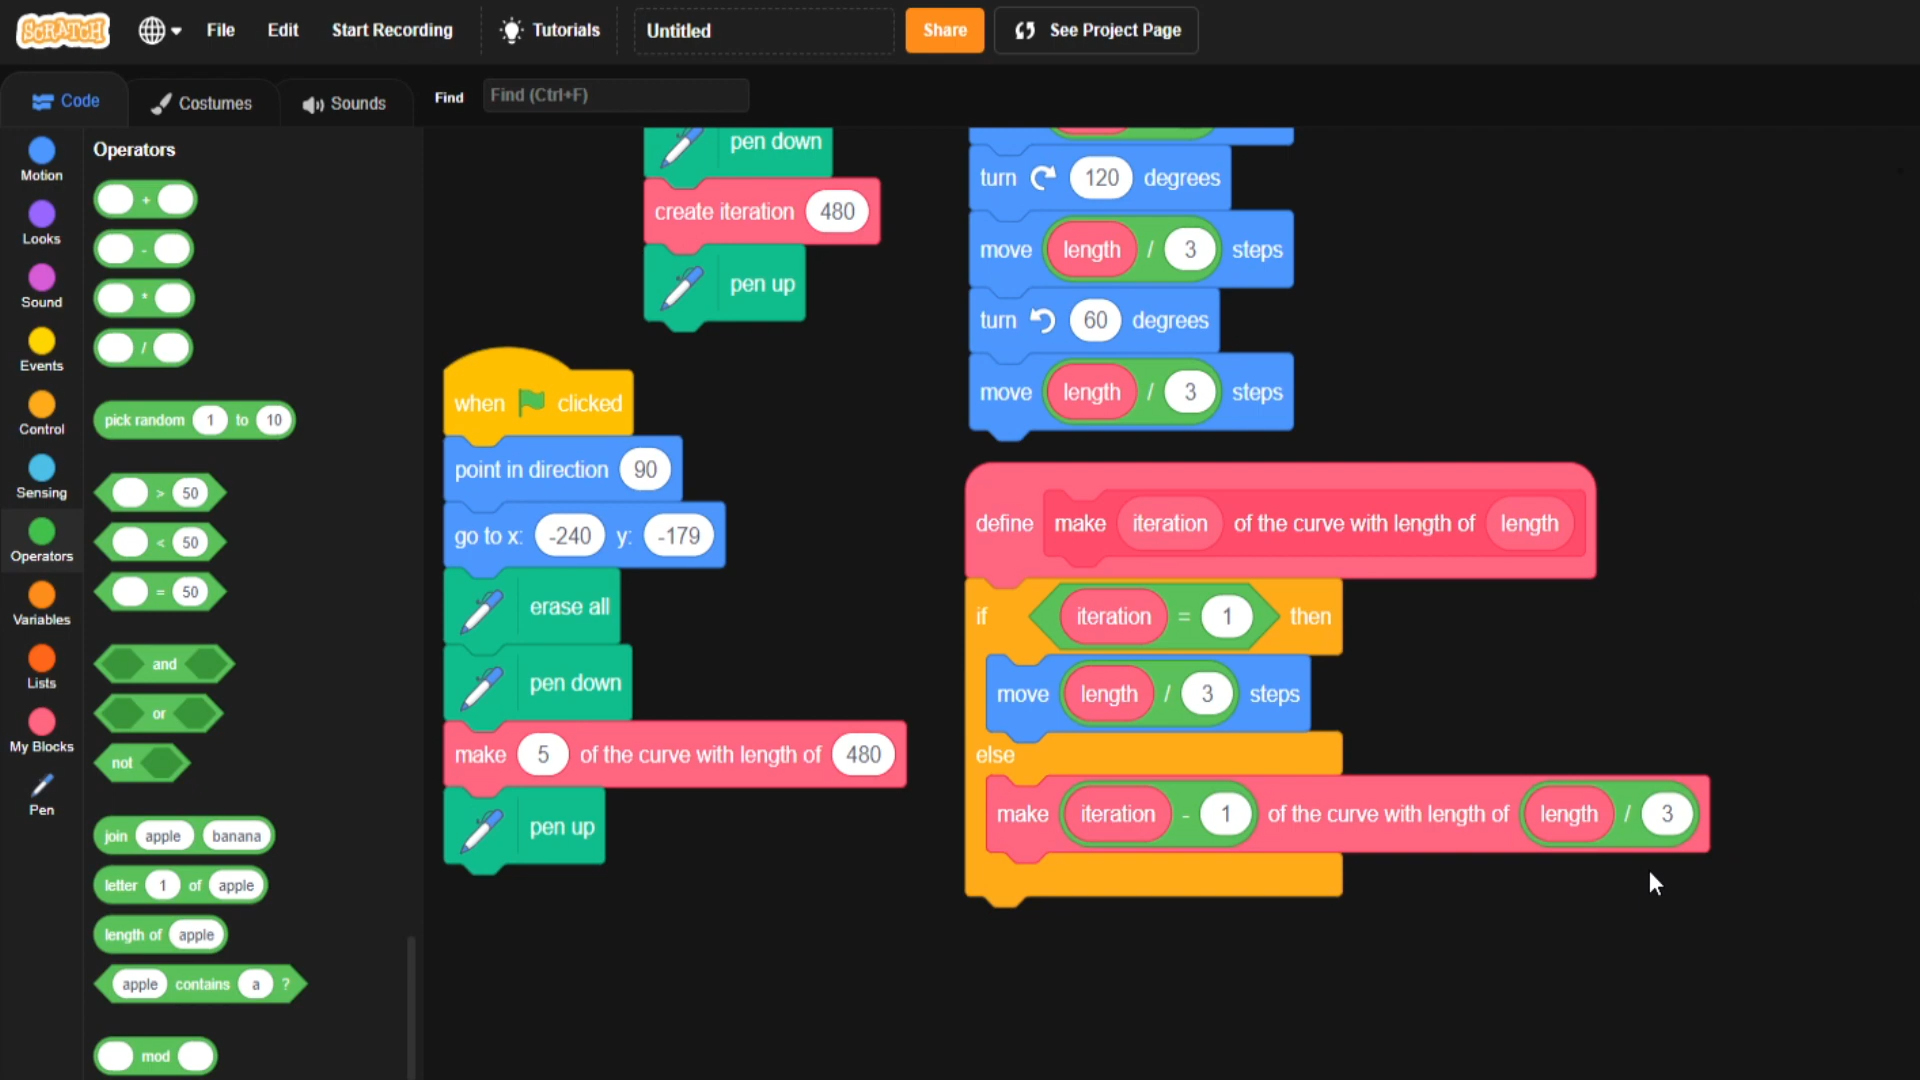 SCRATCH
File
Edit
Start Recording
Tutorials
Untitled
Share
See Project Page
Code
Costumes
Sounds
Find
Find (Ctrl+F)
Motion
Looks
Sound
Events
Control
Sensing
Operators
Variables
Lists
My Blocks
Pen
Operators
+
-
*
/
pick random 1 to 10
> 50
< 50
= 50
and
or
not
join apple banana
letter 1 of apple
length of apple
apple contains a ?
mod
pen down
create iteration 480
pen up
when clicked
point in direction 90
go to x: -240 y: -179
erase all
pen down
make 5 of the curve with length of 480
pen up
turn 120 degrees
move length / 3 steps
turn 60 degrees
move length / 3 steps
define make iteration of the curve with length of length
if iteration = 1 then
move length / 3 steps
else
make iteration - 1 of the curve with length of length / 3